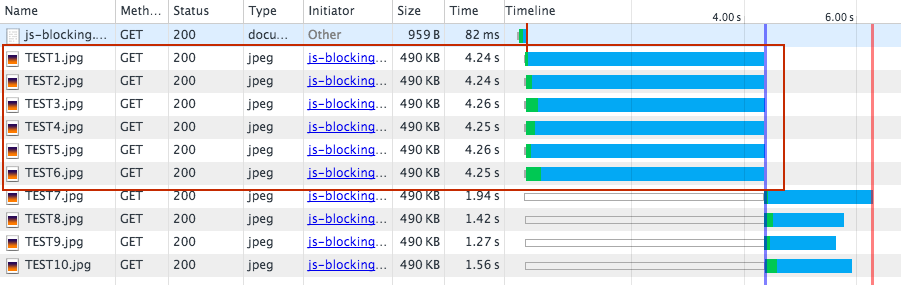 Name Meth... Status Type Initiator Size Time Timeline
4.00 s 6.00 s
js-blocking.... GET 200 docu... Other 959 B 82 ms
TEST1.jpg GET 200 jpeg js-blocking... 490 KB 4.24 s
TEST2.jpg GET 200 jpeg js-blocking... 490 KB 4.24 s
TEST3.jpg GET 200 jpeg js-blocking... 490 KB 4.26 s
TEST4.jpg GET 200 jpeg js-blocking... 490 KB 4.25 s
TEST5.jpg GET 200 jpeg js-blocking... 490 KB 4.26 s
TEST6.jpg GET 200 jpeg js-blocking... 490 KB 4.25 s
TEST7.jpg GET 200 jpeg js-blocking... 490 KB 1.94 s
TEST8.jpg GET 200 jpeg js-blocking... 490 KB 1.42 s
TEST9.jpg GET 200 jpeg js-blocking... 490 KB 1.27 s
TEST10.jpg GET 200 jpeg js-blocking... 490 KB 1.56 s